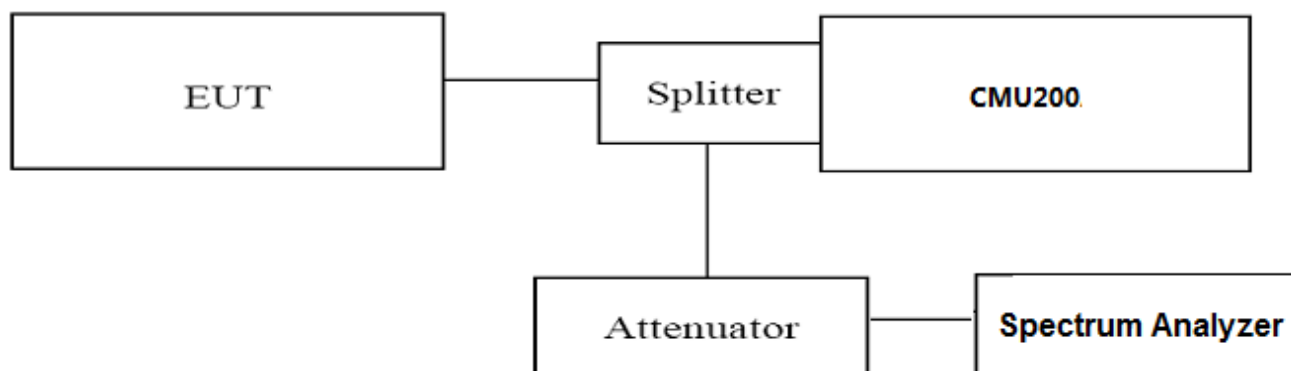 EUT
Splitter
CMU200.
Attenuator
Spectrum Analyzer